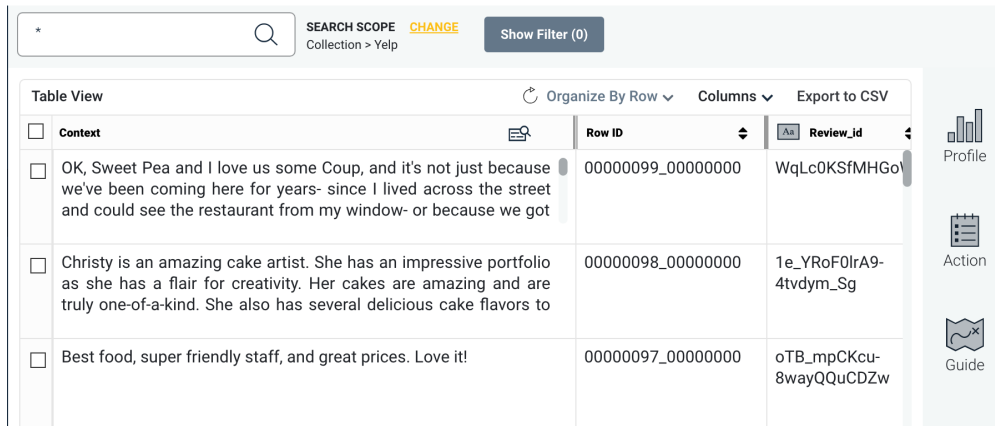 *
SEARCH SCOPE CHANGE
Collection > Yelp
Show Filter (0)
Table View
Organize By Row
Columns
Export to CSV
Context
Row ID
Aa Review_id
OK, Sweet Pea and I love us some Coup, and it's not just because
we've been coming here for years- since I lived across the street
and could see the restaurant from my window- or because we got
00000099_00000000
WqLc0KSfMHGoW
Christy is an amazing cake artist. She has an impressive portfolio
as she has a flair for creativity. Her cakes are amazing and are
truly one-of-a-kind. She also has several delicious cake flavors to
00000098_00000000
1e_YRoF0lrA9-
4tvdym_Sg
Best food, super friendly staff, and great prices. Love it!
00000097_00000000
oTB_mpCKcu-
8wayQQuCDZw
Profile
Action
Guide